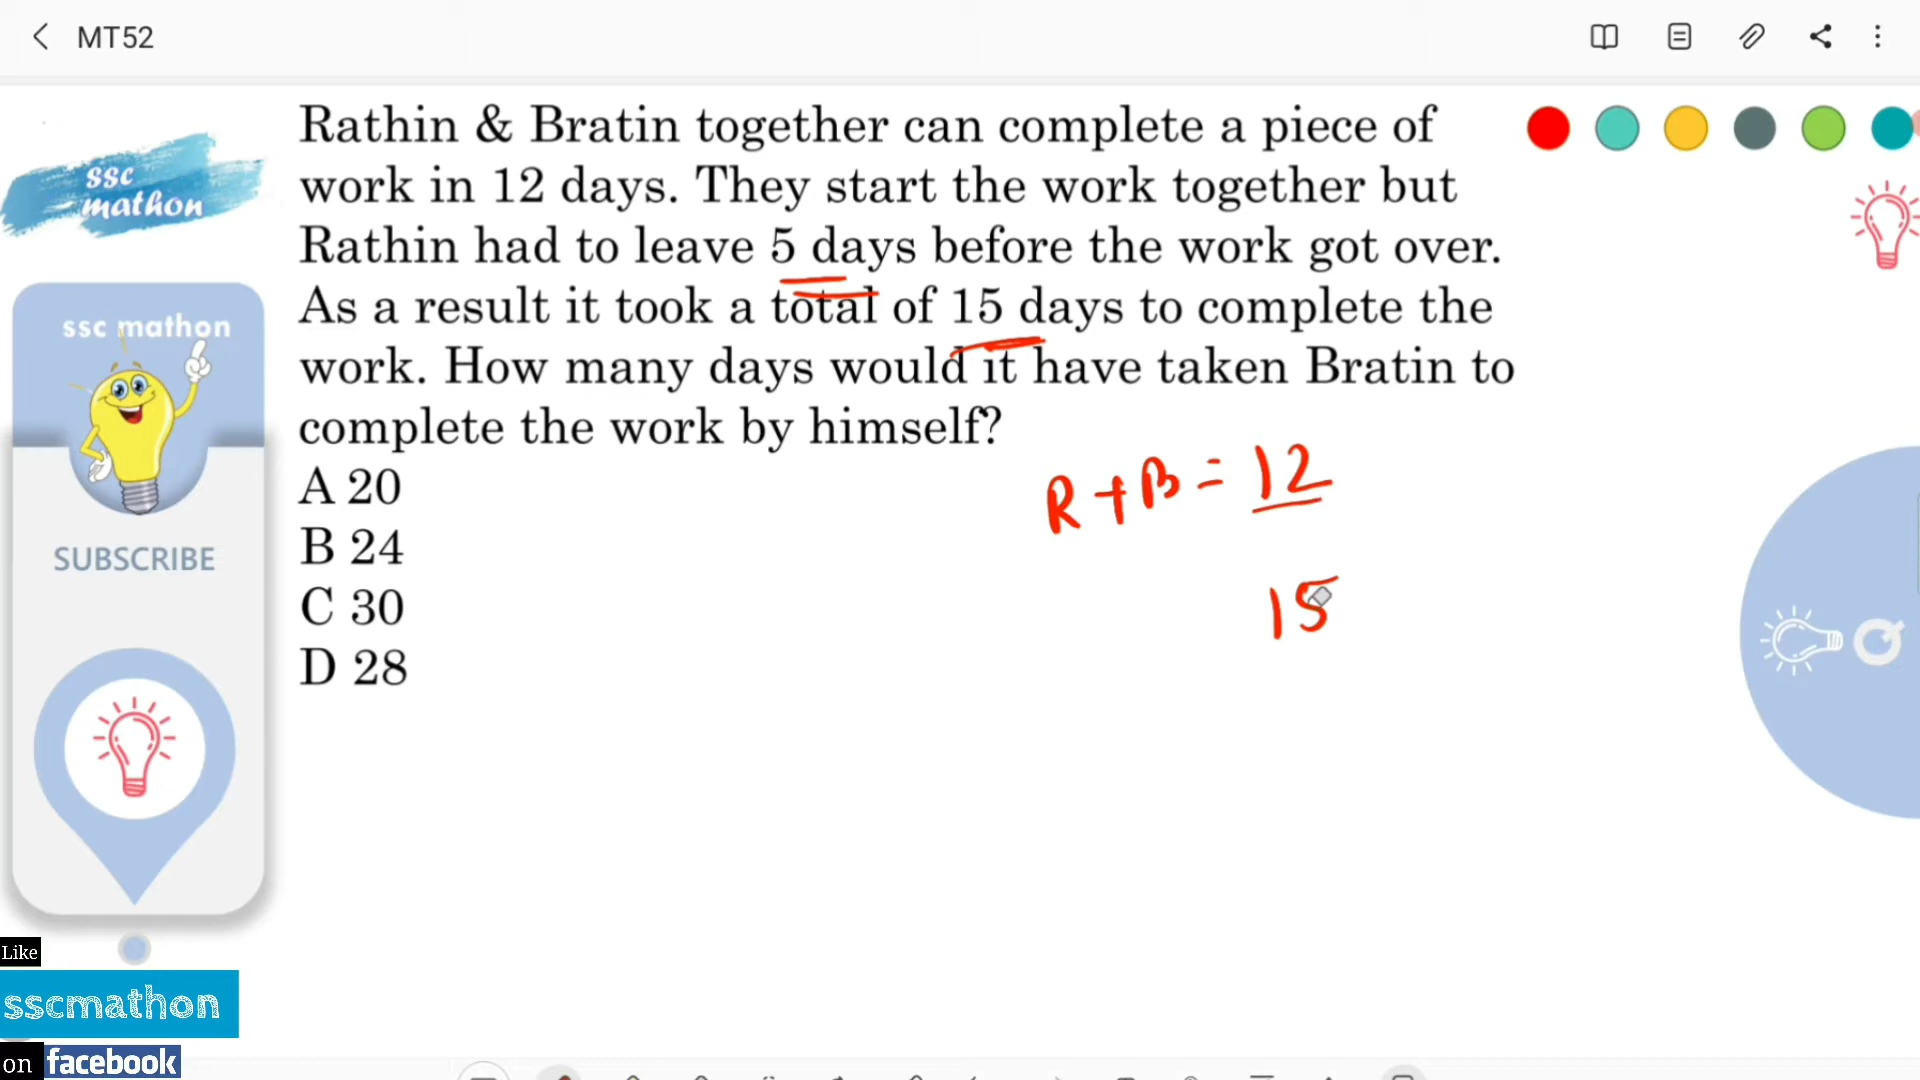 MT52
ssc
mathon
Rathin & Bratin together can complete a piece of
work in 12 days. They start the work together but
Rathin had to leave 5 days before the work got over.
As a result it took a total of 15 days to complete the
work. How many days would it have taken Bratin to
complete the work by himself?
A 20
B 24
C 30
D 28
R + B = 12
15
ssc mathon
SUBSCRIBE
Like
sscmathon
on facebook